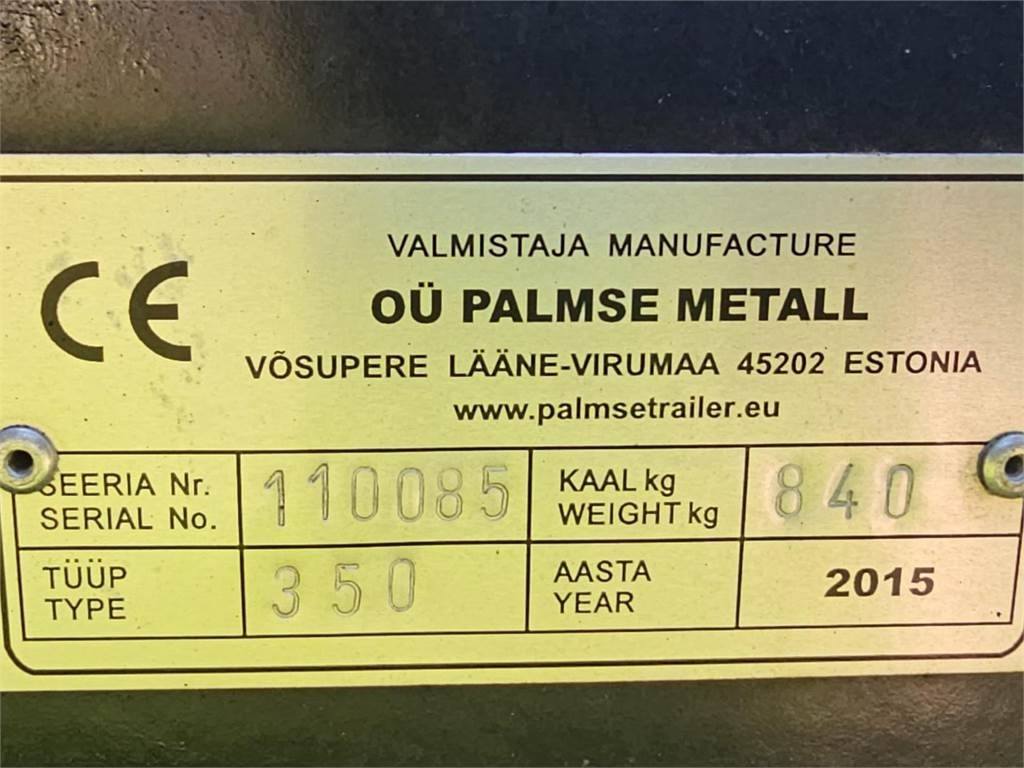 VALMISTAJA MANUFACTURE
CE
OÜ PALMSE METALL
VÕSUPERE LÄÄNE-VIRUMAA 45202 ESTONIA
www.palmsetrailer.eu
SEERIA Nr.
SERIAL No.
110085
KAAL kg
WEIGHT kg
840
TÜÜP
TYPE
350
AASTA
YEAR
2015